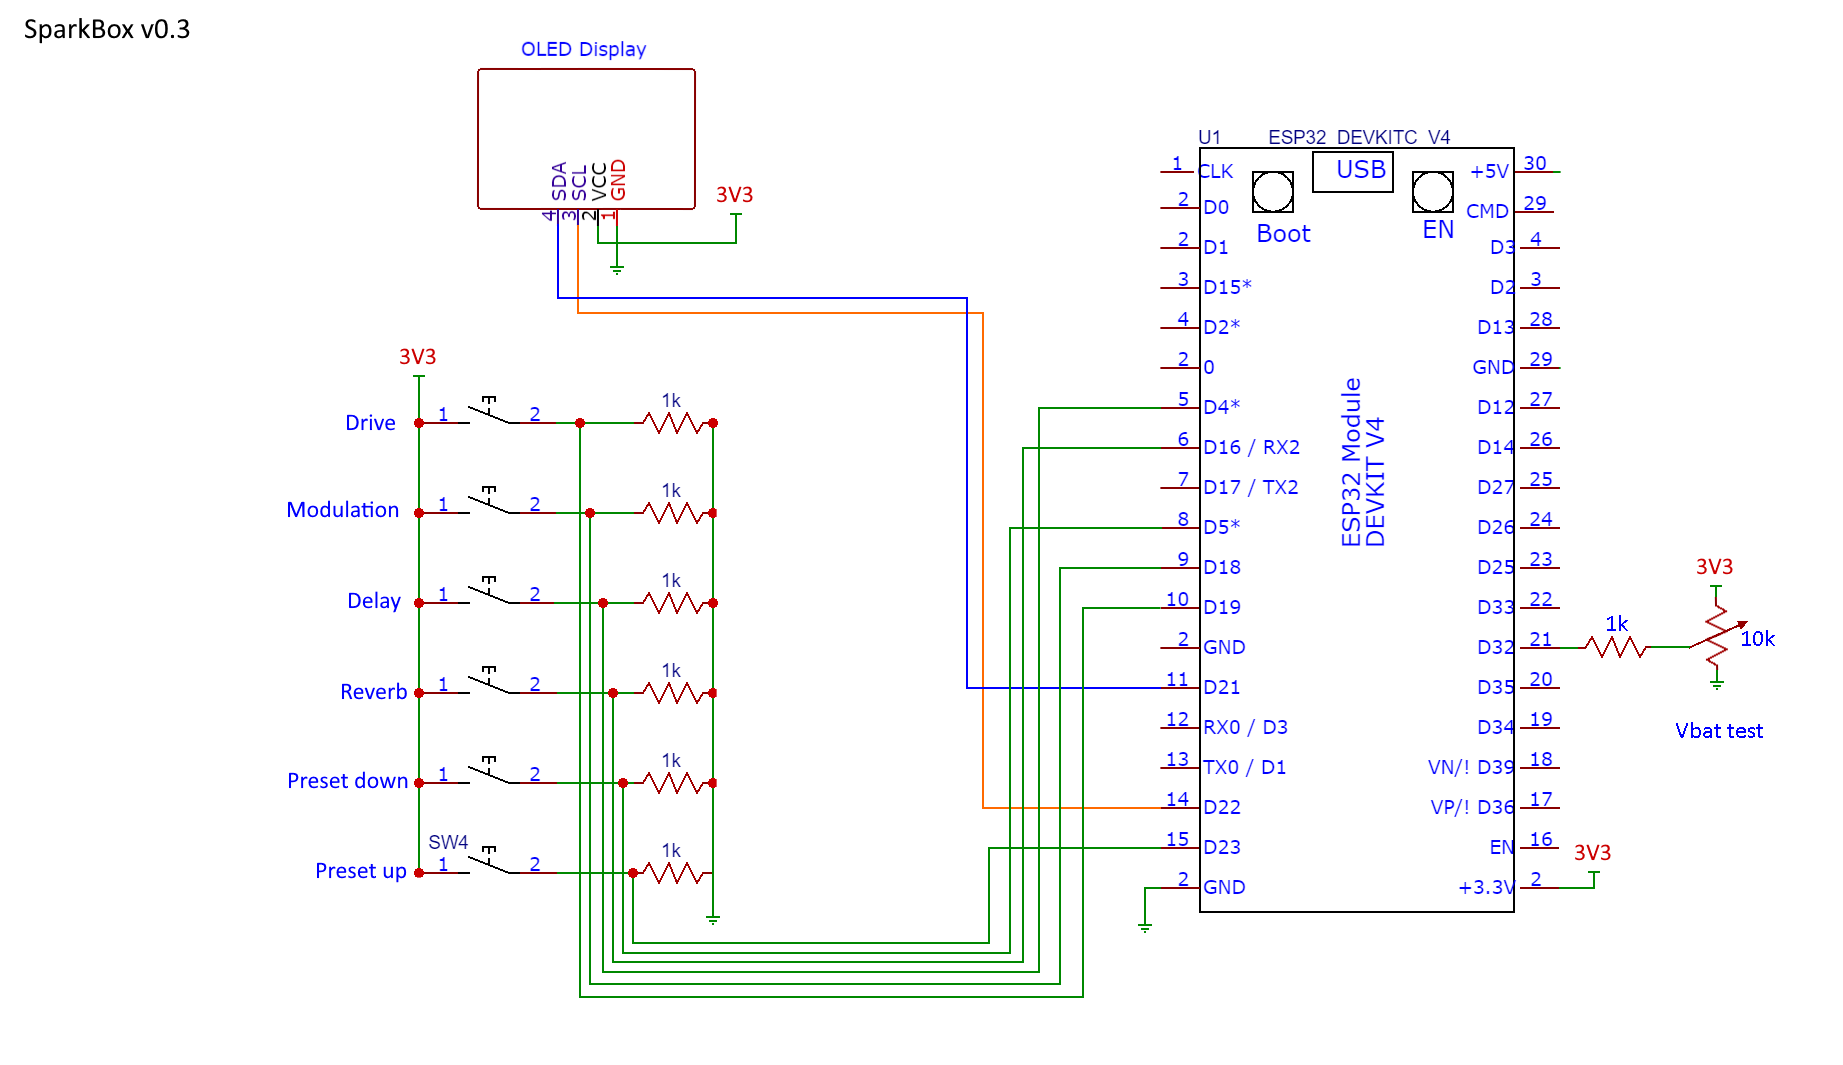 SparkBox v0.3
OLED Display
SDA
SCL
VCC
GND
4
3
2
1
3V3
3V3
Drive
1
2
1k
Modulation
1
2
1k
Delay
1
2
1k
Reverb
1
2
1k
Preset down
1
2
1k
SW4
Preset up
1
2
1k
U1
ESP32 DEVKITC V4
USB
Boot
EN
ESP32 Module
DEVKIT V4
1 CLK
2 D0
2 D1
3 D15*
4 D2*
2 0
5 D4*
6 D16 / RX2
7 D17 / TX2
8 D5*
9 D18
10 D19
2 GND
11 D21
12 RX0 / D3
13 TX0 / D1
14 D22
15 D23
2 GND
+5V 30
CMD 29
D3 4
D2 3
D13 28
GND 29
D12 27
D14 26
D27 25
D26 24
D25 23
D33 22
D32 21
D35 20
D34 19
VN/! D39 18
VP/! D36 17
EN 16
+3.3V 2
3V3
1k
10k
Vbat test
3V3